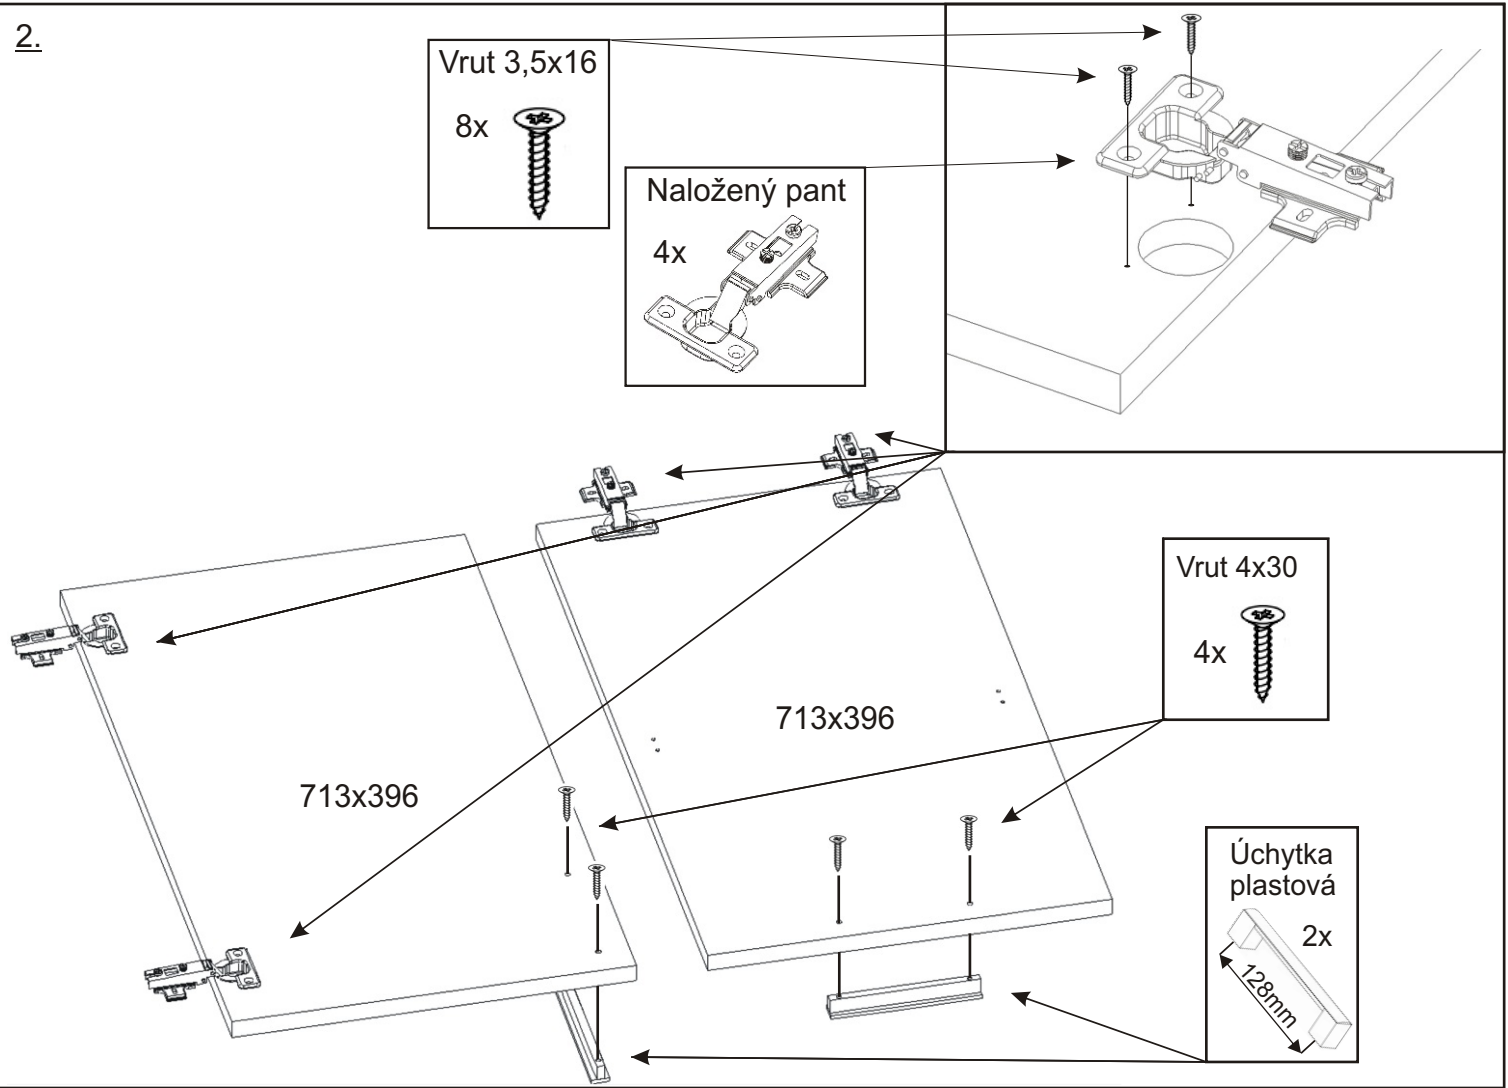 2.
Vrut 3,5x16
8x
Naložený pant
4x
713x396
713x396
Vrut 4x30
4x
Úchytka
plastová
2x
128mm